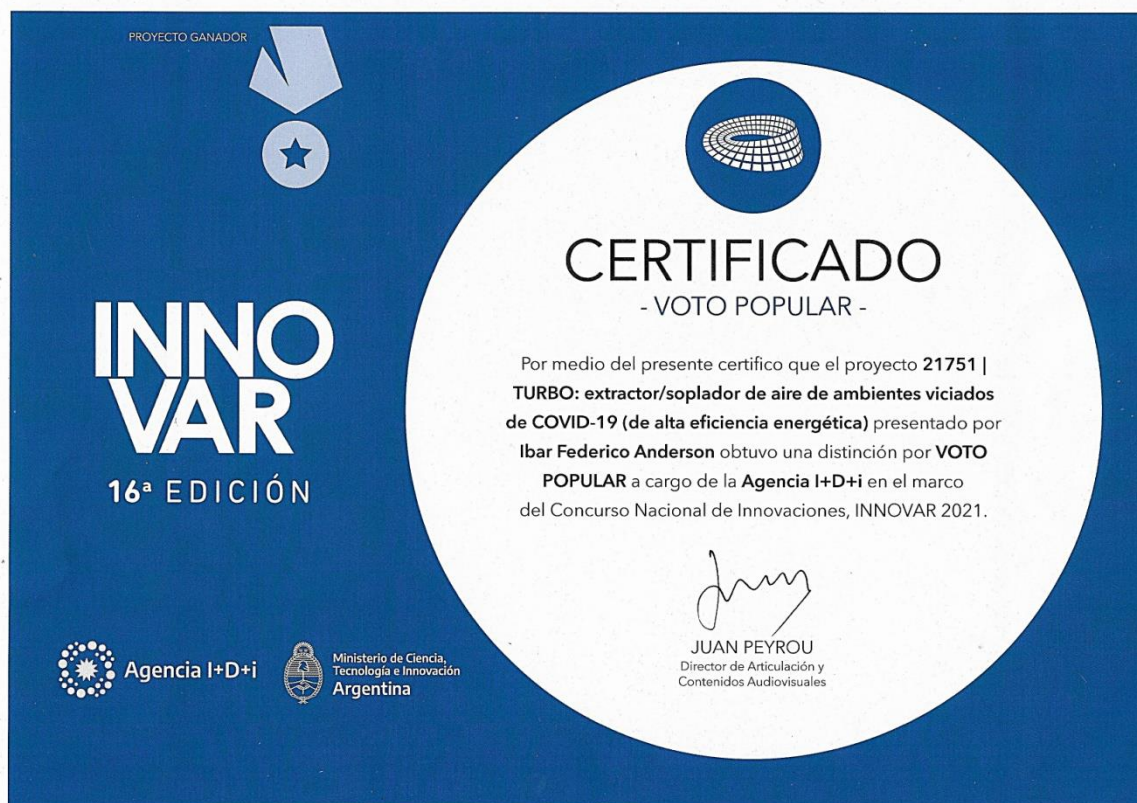 PROYECTO GANADOR
INNO
VAR
16ª EDICIÓN
Agencia I+D+i
Ministerio de Ciencia,
Tecnología e Innovación
Argentina
CERTIFICADO
- VOTO POPULAR -
Por medio del presente certifico que el proyecto 21751 |
TURBO: extractor/soplador de aire de ambientes viciados
de COVID-19 (de alta eficiencia energética) presentado por
Ibar Federico Anderson obtuvo una distinción por VOTO
POPULAR a cargo de la Agencia I+D+i en el marco
del Concurso Nacional de Innovaciones, INNOVAR 2021.
JUAN PEYROU
Director de Articulación y
Contenidos Audiovisuales